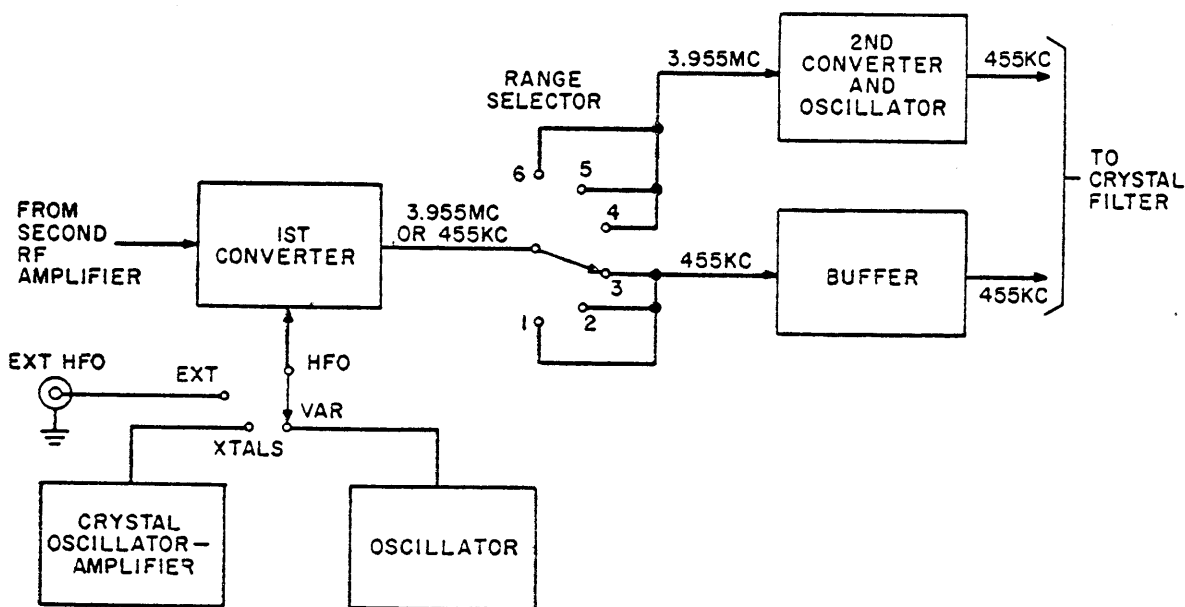 FROM
SECOND
RF
AMPLIFIER
1ST
CONVERTER
3.955MC
OR 455KC
RANGE
SELECTOR
6
5
4
3
2
1
3.955MC
2ND
CONVERTER
AND
OSCILLATOR
455KC
455KC
BUFFER
455KC
TO
CRYSTAL
FILTER
EXT HFO
EXT
HFO
VAR
XTALS
CRYSTAL
OSCILLATOR—
AMPLIFIER
OSCILLATOR